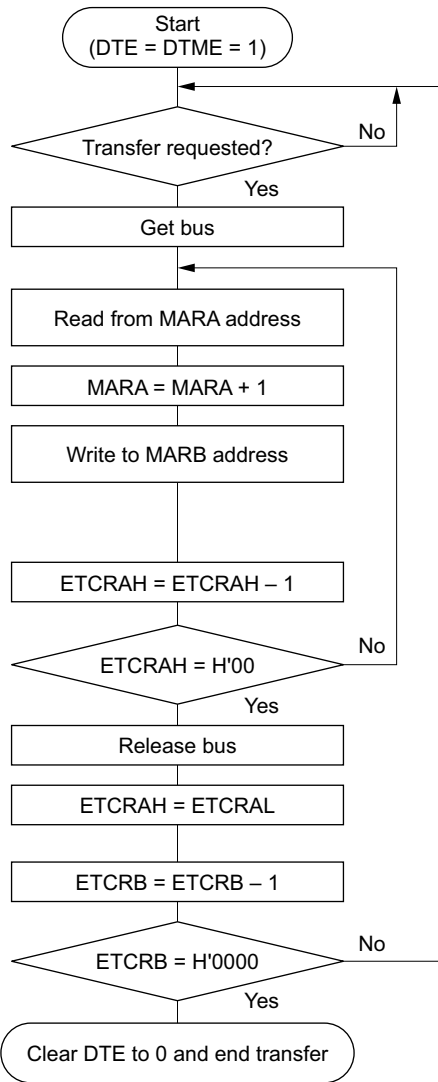 Start
(DTE = DTME = 1)
Transfer requested?
No
Yes
Get bus
Read from MARA address
MARA = MARA + 1
Write to MARB address
ETCRAH = ETCRAH – 1
ETCRAH = H'00
No
Yes
Release bus
ETCRAH = ETCRAL
ETCRB = ETCRB – 1
ETCRB = H'0000
No
Yes
Clear DTE to 0 and end transfer